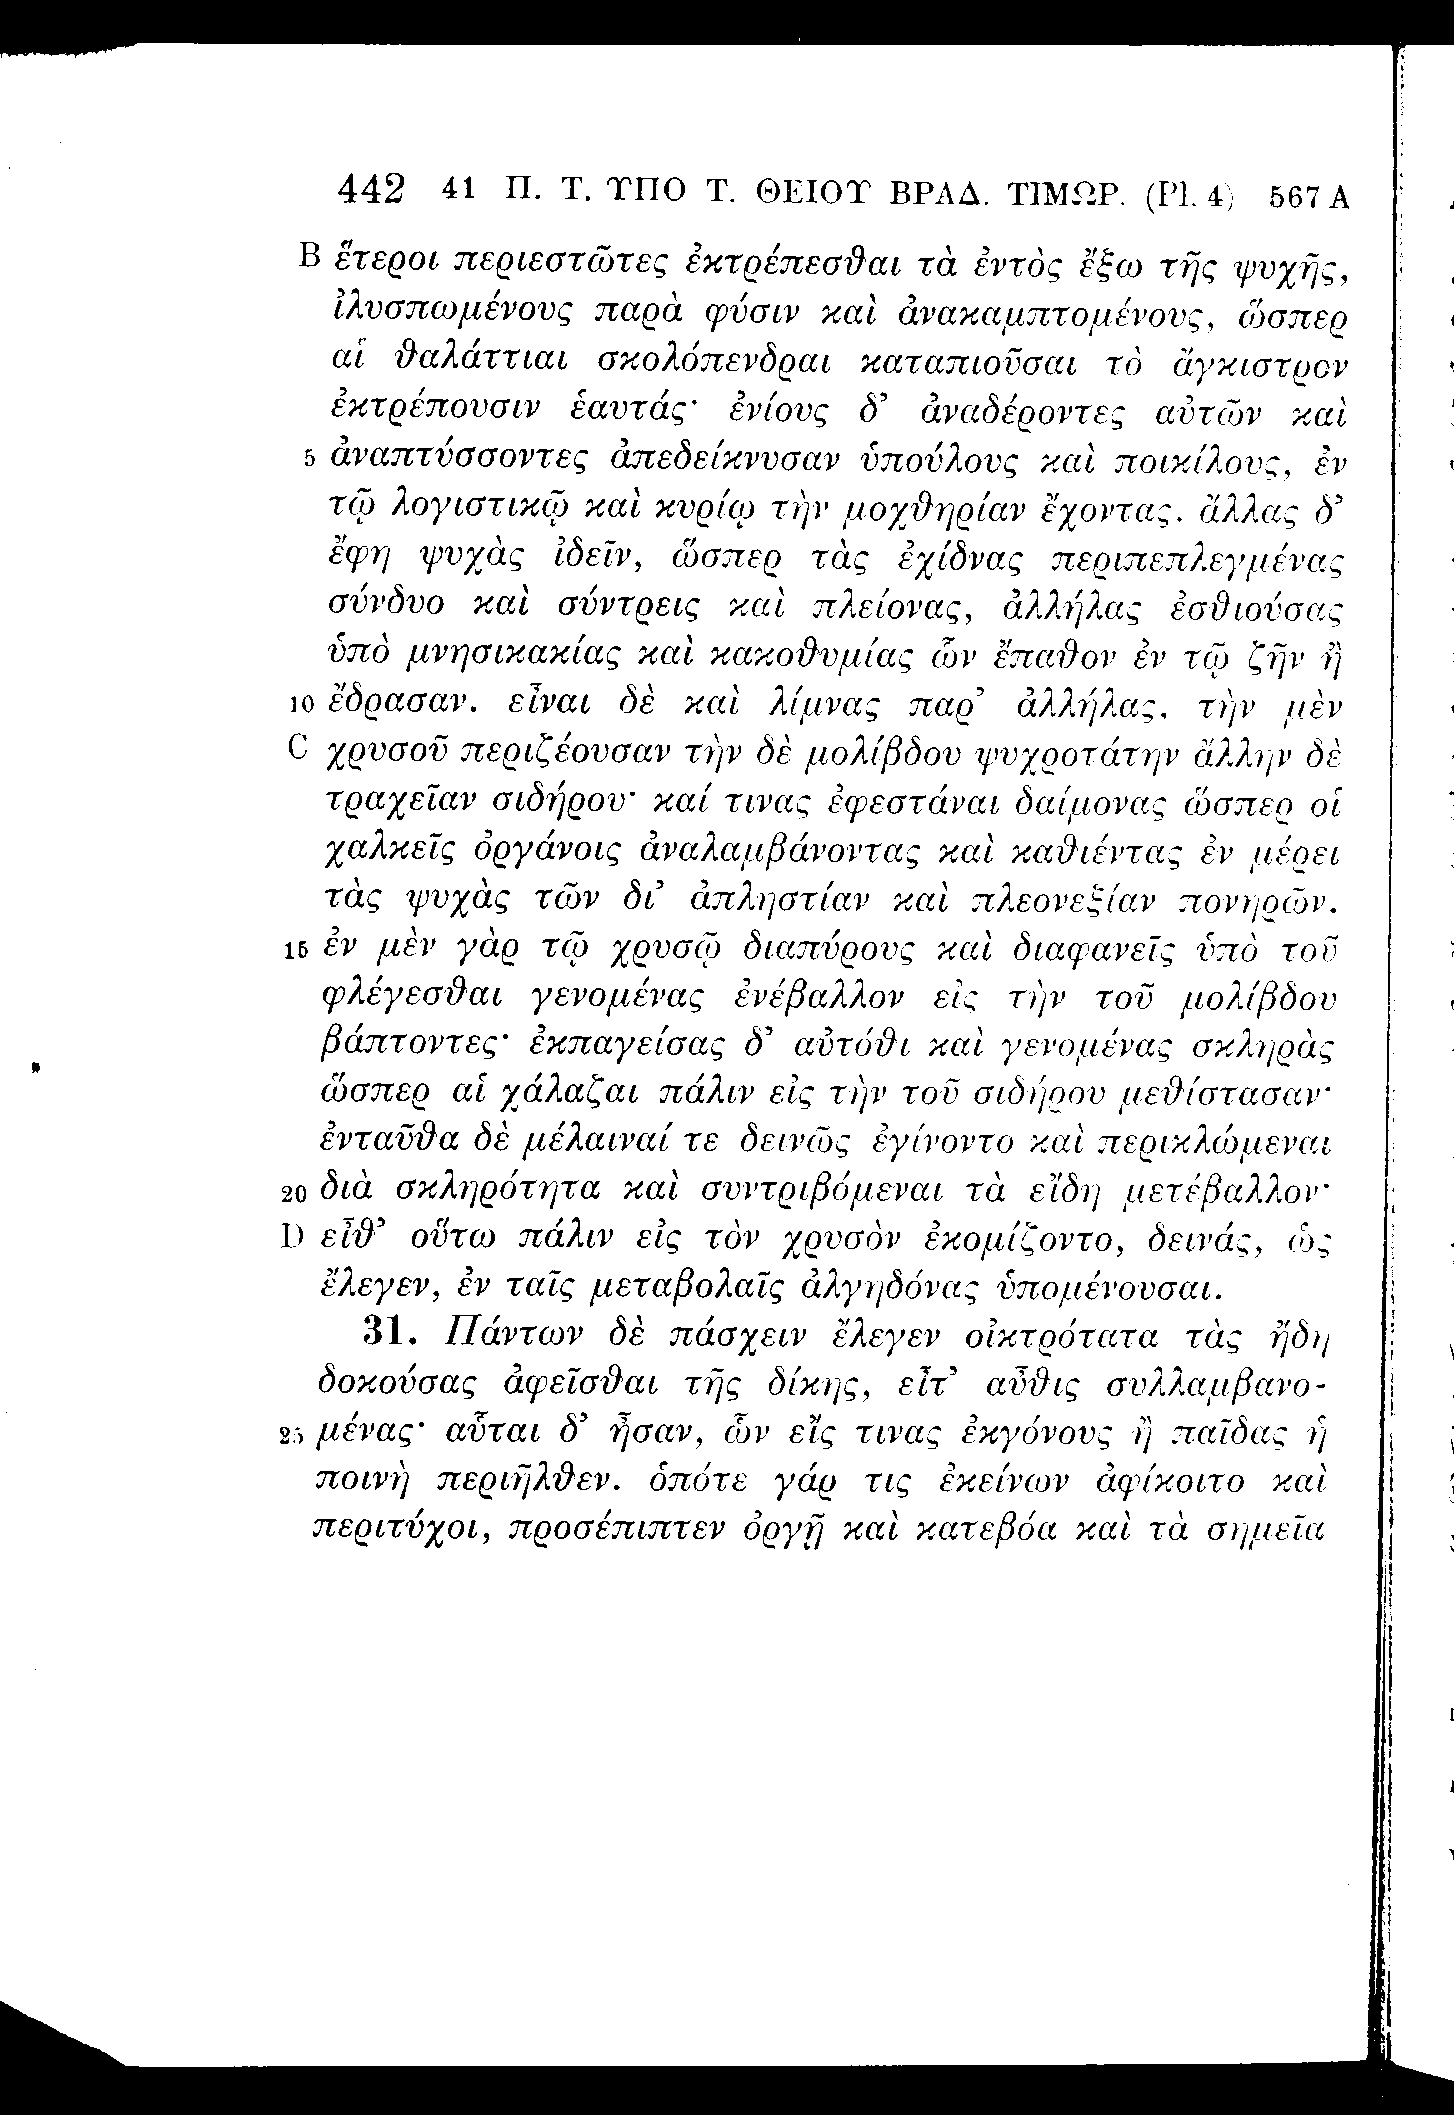 442 41 Π. Τ. ΥΠΟ Τ. ΘΕΙΟΥ ΒΡΑΔ. ΤΙΜΩΡ. (Pl. 4) 567 A
B ἕτεροι περιεστῶτες ἐκτρέπεσθαι τὰ ἐντὸς ἔξω τῆς ψυχῆς,
ἰλυσπωμένους παρὰ φύσιν καὶ ἀνακαμπτομένους, ὥσπερ
αἱ θαλάττιαι σκολόπενδραι καταπιοῦσαι τὸ ἄγκιστρον
ἐκτρέπουσιν ἑαυτάς· ἐνίους δ’ ἀναδέροντες αὐτῶν καὶ
5 ἀναπτύσσοντες ἀπεδείκνυσαν ὑπούλους καὶ ποικίλους, ἐν
τῷ λογιστικῷ καὶ κυρίῳ τὴν μοχθηρίαν ἔχοντας. ἄλλας δ’
ἔφη ψυχὰς ἰδεῖν, ὥσπερ τὰς ἐχίδνας περιπεπλεγμένας
σύνδυο καὶ σύντρεις καὶ πλείονας, ἀλλήλας ἐσθιούσας
ὑπὸ μνησικακίας καὶ κακοθυμίας ὧν ἔπαθον ἐν τῷ ζῆν ἢ
10 ἔδρασαν. εἶναι δὲ καὶ λίμνας παρ’ ἀλλήλας, τὴν μὲν
C χρυσοῦ περιζέουσαν τὴν δὲ μολίβδου ψυχροτάτην ἄλλην δὲ
τραχεῖαν σιδήρου· καί τινας ἐφεστάναι δαίμονας ὥσπερ οἱ
χαλκεῖς ὀργάνοις ἀναλαμβάνοντας καὶ καθιέντας ἐν μέρει
τὰς ψυχὰς τῶν δι’ ἀπληστίαν καὶ πλεονεξίαν πονηρῶν.
15 ἐν μὲν γὰρ τῷ χρυσῷ διαπύρους καὶ διαφανεῖς ὑπὸ τοῦ
φλέγεσθαι γενομένας ἐνέβαλλον εἰς τὴν τοῦ μολίβδου
βάπτοντες· ἐκπαγείσας δ’ αὐτόθι καὶ γενομένας σκληρὰς
ὥσπερ αἱ χάλαζαι πάλιν εἰς τὴν τοῦ σιδήρου μεθίστασαν·
ἐνταῦθα δὲ μέλαιναί τε δεινῶς ἐγίνοντο καὶ περικλώμεναι
20 διὰ σκληρότητα καὶ συντριβόμεναι τὰ εἴδη μετέβαλλον·
D εἶθ’ οὕτω πάλιν εἰς τὸν χρυσὸν ἐκομίζοντο, δεινάς, ὡς
ἔλεγεν, ἐν ταῖς μεταβολαῖς ἀλγηδόνας ὑπομένουσαι.
31. Πάντων δὲ πάσχειν ἔλεγεν οἰκτρότατα τὰς ἤδη
δοκούσας ἀφεῖσθαι τῆς δίκης, εἶτ’ αὖθις συλλαμβανο-
25 μένας· αὗται δ’ ἦσαν, ὧν εἴς τινας ἐκγόνους ἢ παῖδας ἡ
ποινὴ περιῆλθεν. ὁπότε γάρ τις ἐκείνων ἀφίκοιτο καὶ
περιτύχοι, προσέπιπτεν ὀργῇ καὶ κατεβόα καὶ τὰ σημεῖα